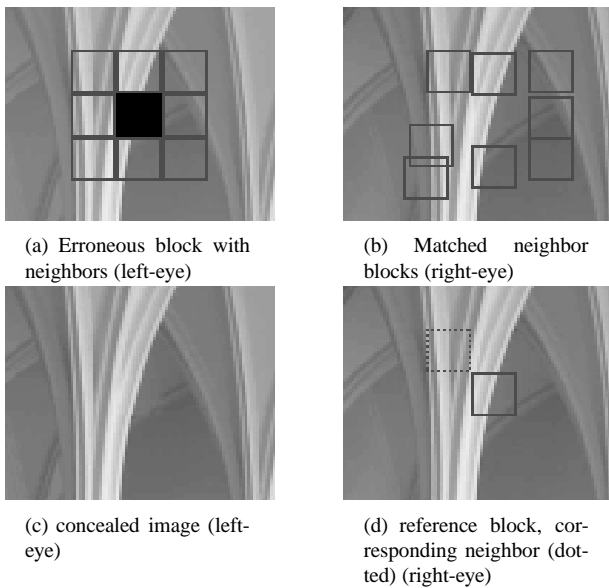 (a) Erroneous block with
neighbors (left-eye)
(b) Matched neighbor
blocks (right-eye)
(c) concealed image (left-
eye)
(d) reference block, cor-
responding neighbor (dot-
ted) (right-eye)